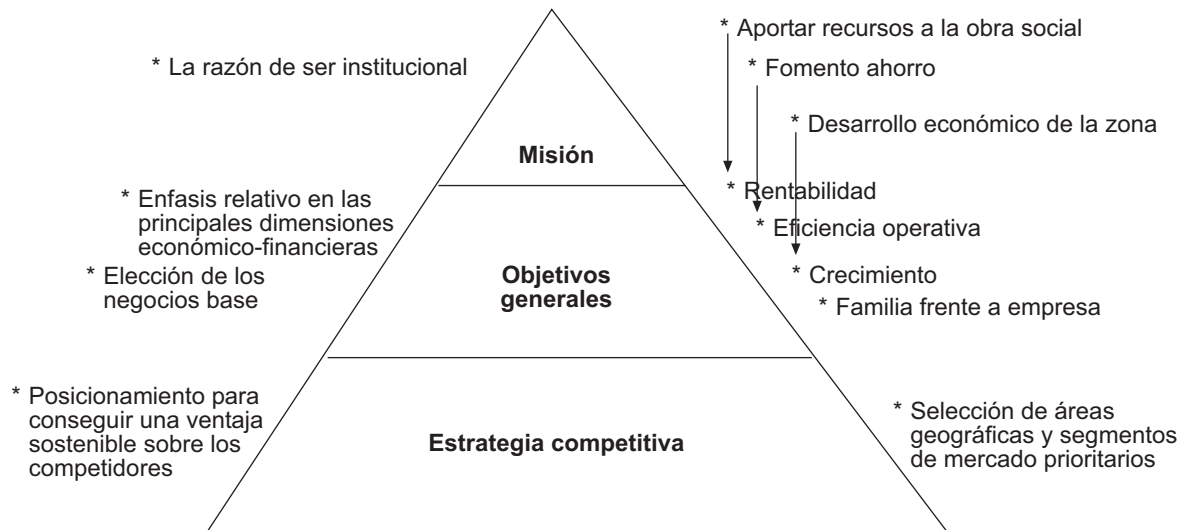 * La razón de ser institucional
* Aportar recursos a la obra social
* Fomento ahorro
* Desarrollo económico de la zona
Misión
* Enfasis relativo en las
principales dimensiones
económico-financieras
* Elección de los
negocios base
Objetivos
generales
* Rentabilidad
* Eficiencia operativa
* Crecimiento
* Familia frente a empresa
* Posicionamiento para
conseguir una ventaja
sostenible sobre los
competidores
Estrategia competitiva
* Selección de áreas
geográficas y segmentos
de mercado prioritarios